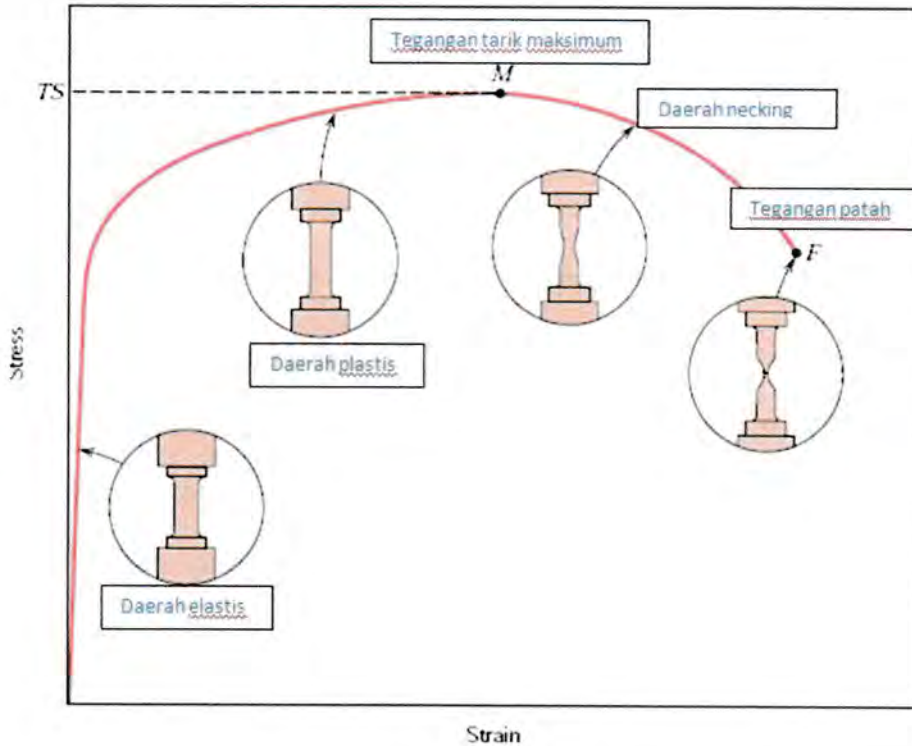 Tegangan tarik maksimum
TS
M
Daerah necking
Tegangan patah
F
Daerah plastis
Stress
Daerah elastis
Strain